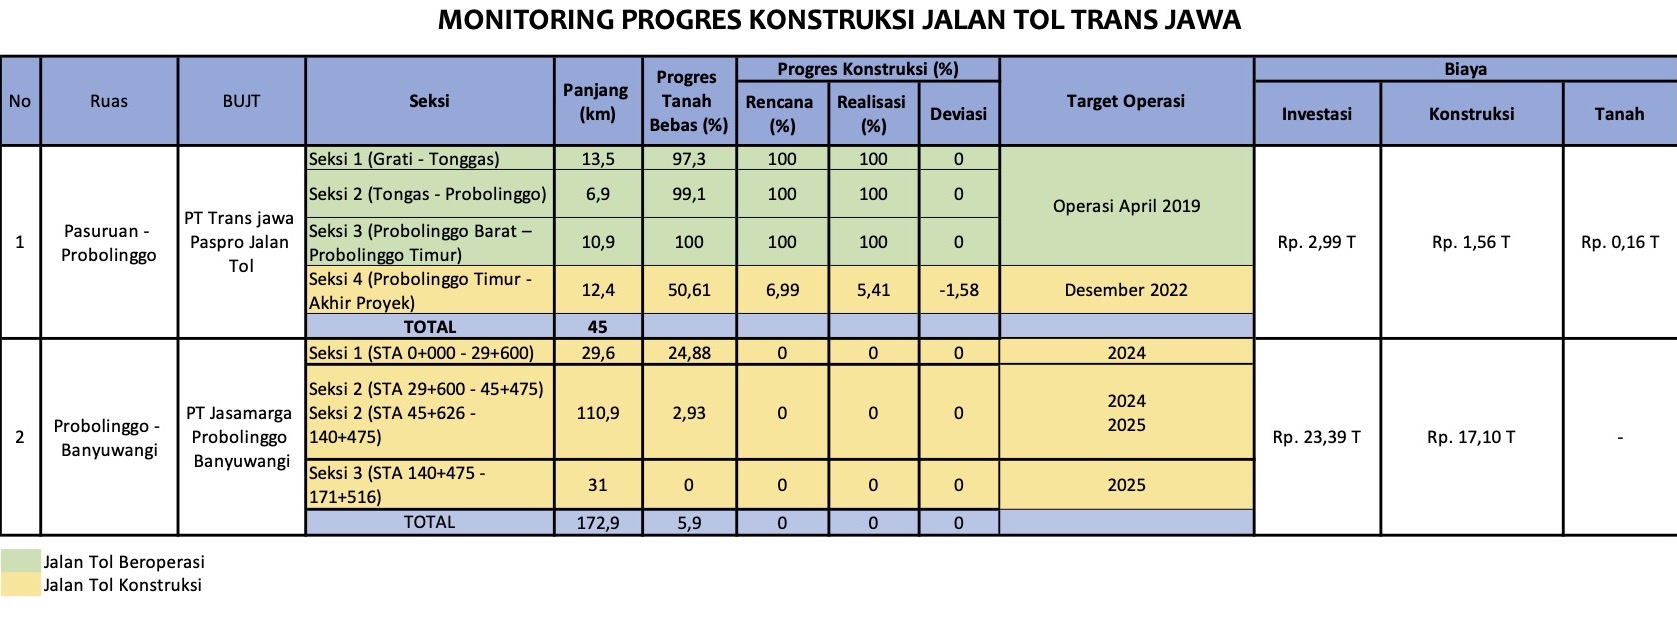 MONITORING PROGRES KONSTRUKSI JALAN TOL TRANS JAWA
No
Ruas
BUJT
Seksi
Panjang
(km)
Progres
Tanah
Bebas (%)
Progres Konstruksi (%)
Rencana
(%)
Realisasi
(%)
Deviasi
Target Operasi
Biaya
Investasi
Konstruksi
Tanah
1
Pasuruan -
Probolinggo
PT Trans jawa
Paspro Jalan
Tol
Seksi 1 (Grati - Tonggas)
13,5
97,3
100
100
0
Seksi 2 (Tongas - Probolinggo)
6,9
99,1
100
100
0
Seksi 3 (Probolinggo Barat –
Probolinggo Timur)
10,9
100
100
100
0
Operasi April 2019
Seksi 4 (Probolinggo Timur -
Akhir Proyek)
12,4
50,61
6,99
5,41
-1,58
Desember 2022
TOTAL
45
Rp. 2,99 T
Rp. 1,56 T
Rp. 0,16 T
2
Probolinggo -
Banyuwangi
PT Jasamarga
Probolinggo
Banyuwangi
Seksi 1 (STA 0+000 - 29+600)
29,6
24,88
0
0
0
2024
Seksi 2 (STA 29+600 - 45+475)
Seksi 2 (STA 45+626 -
140+475)
110,9
2,93
0
0
0
2024
2025
Seksi 3 (STA 140+475 -
171+516)
31
0
0
0
0
2025
TOTAL
172,9
5,9
0
0
0
Rp. 23,39 T
Rp. 17,10 T
-
Jalan Tol Beroperasi
Jalan Tol Konstruksi